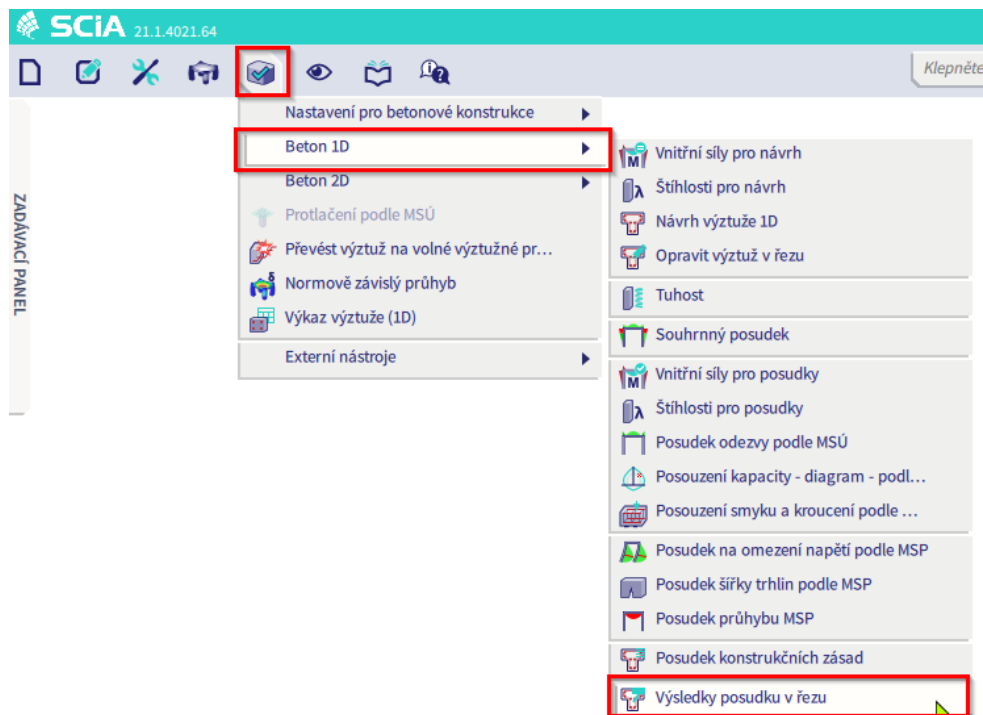 SCiA 21.1.4021.64
Klepněte
Nastavení pro betonové konstrukce
Beton 1D
Beton 2D
Protlačení podle MSÚ
Převést výztuž na volné výztužné pr...
Normově závislý průhyb
Výkaz výztuže (1D)
Externí nástroje
ZADÁVACÍ PANEL
Vnitřní síly pro návrh
Štíhlosti pro návrh
Návrh výztuže 1D
Opravit výztuž v řezu
Tuhost
Souhrnný posudek
Vnitřní síly pro posudky
Štíhlosti pro posudky
Posudek odezvy podle MSÚ
Posouzení kapacity - diagram - podl...
Posouzení smyku a kroucení podle ...
Posudek na omezení napětí podle MSP
Posudek šířky trhlin podle MSP
Posudek průhybu MSP
Posudek konstrukčních zásad
Výsledky posudku v řezu